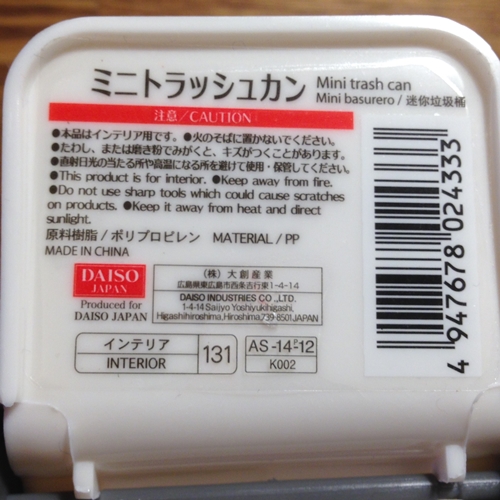 ミニトラッシュカン Mini trash can
Mini basurero / 迷你垃圾桶
注意/CAUTION
●本品はインテリア用です。●火のそばに置かないでください。
●たわし、または磨き粉でみがくと、キズがつくことがあります。
●直射日光の当たる所や高温になる所を避けて使用・保管してください。
●This product is for interior. ●Keep away from fire.
●Do not use sharp tools which could cause scratches
on products. ●Keep it away from heat and direct
sunlight.
原料樹脂/ポリプロピレン MATERIAL/PP
MADE IN CHINA
DAISO
JAPAN
Produced for
DAISO JAPAN
(株)大創産業
広島県東広島市西条吉行東1-4-14
DAISO INDUSTRIES CO.,LTD.
1-4-14 Saijyo Yoshiyukihigashi,
Higashihiroshima,Hiroshima,739-8501JAPAN
インテリア
INTERIOR
131
AS-14-P-12
K002
4 947678 024333